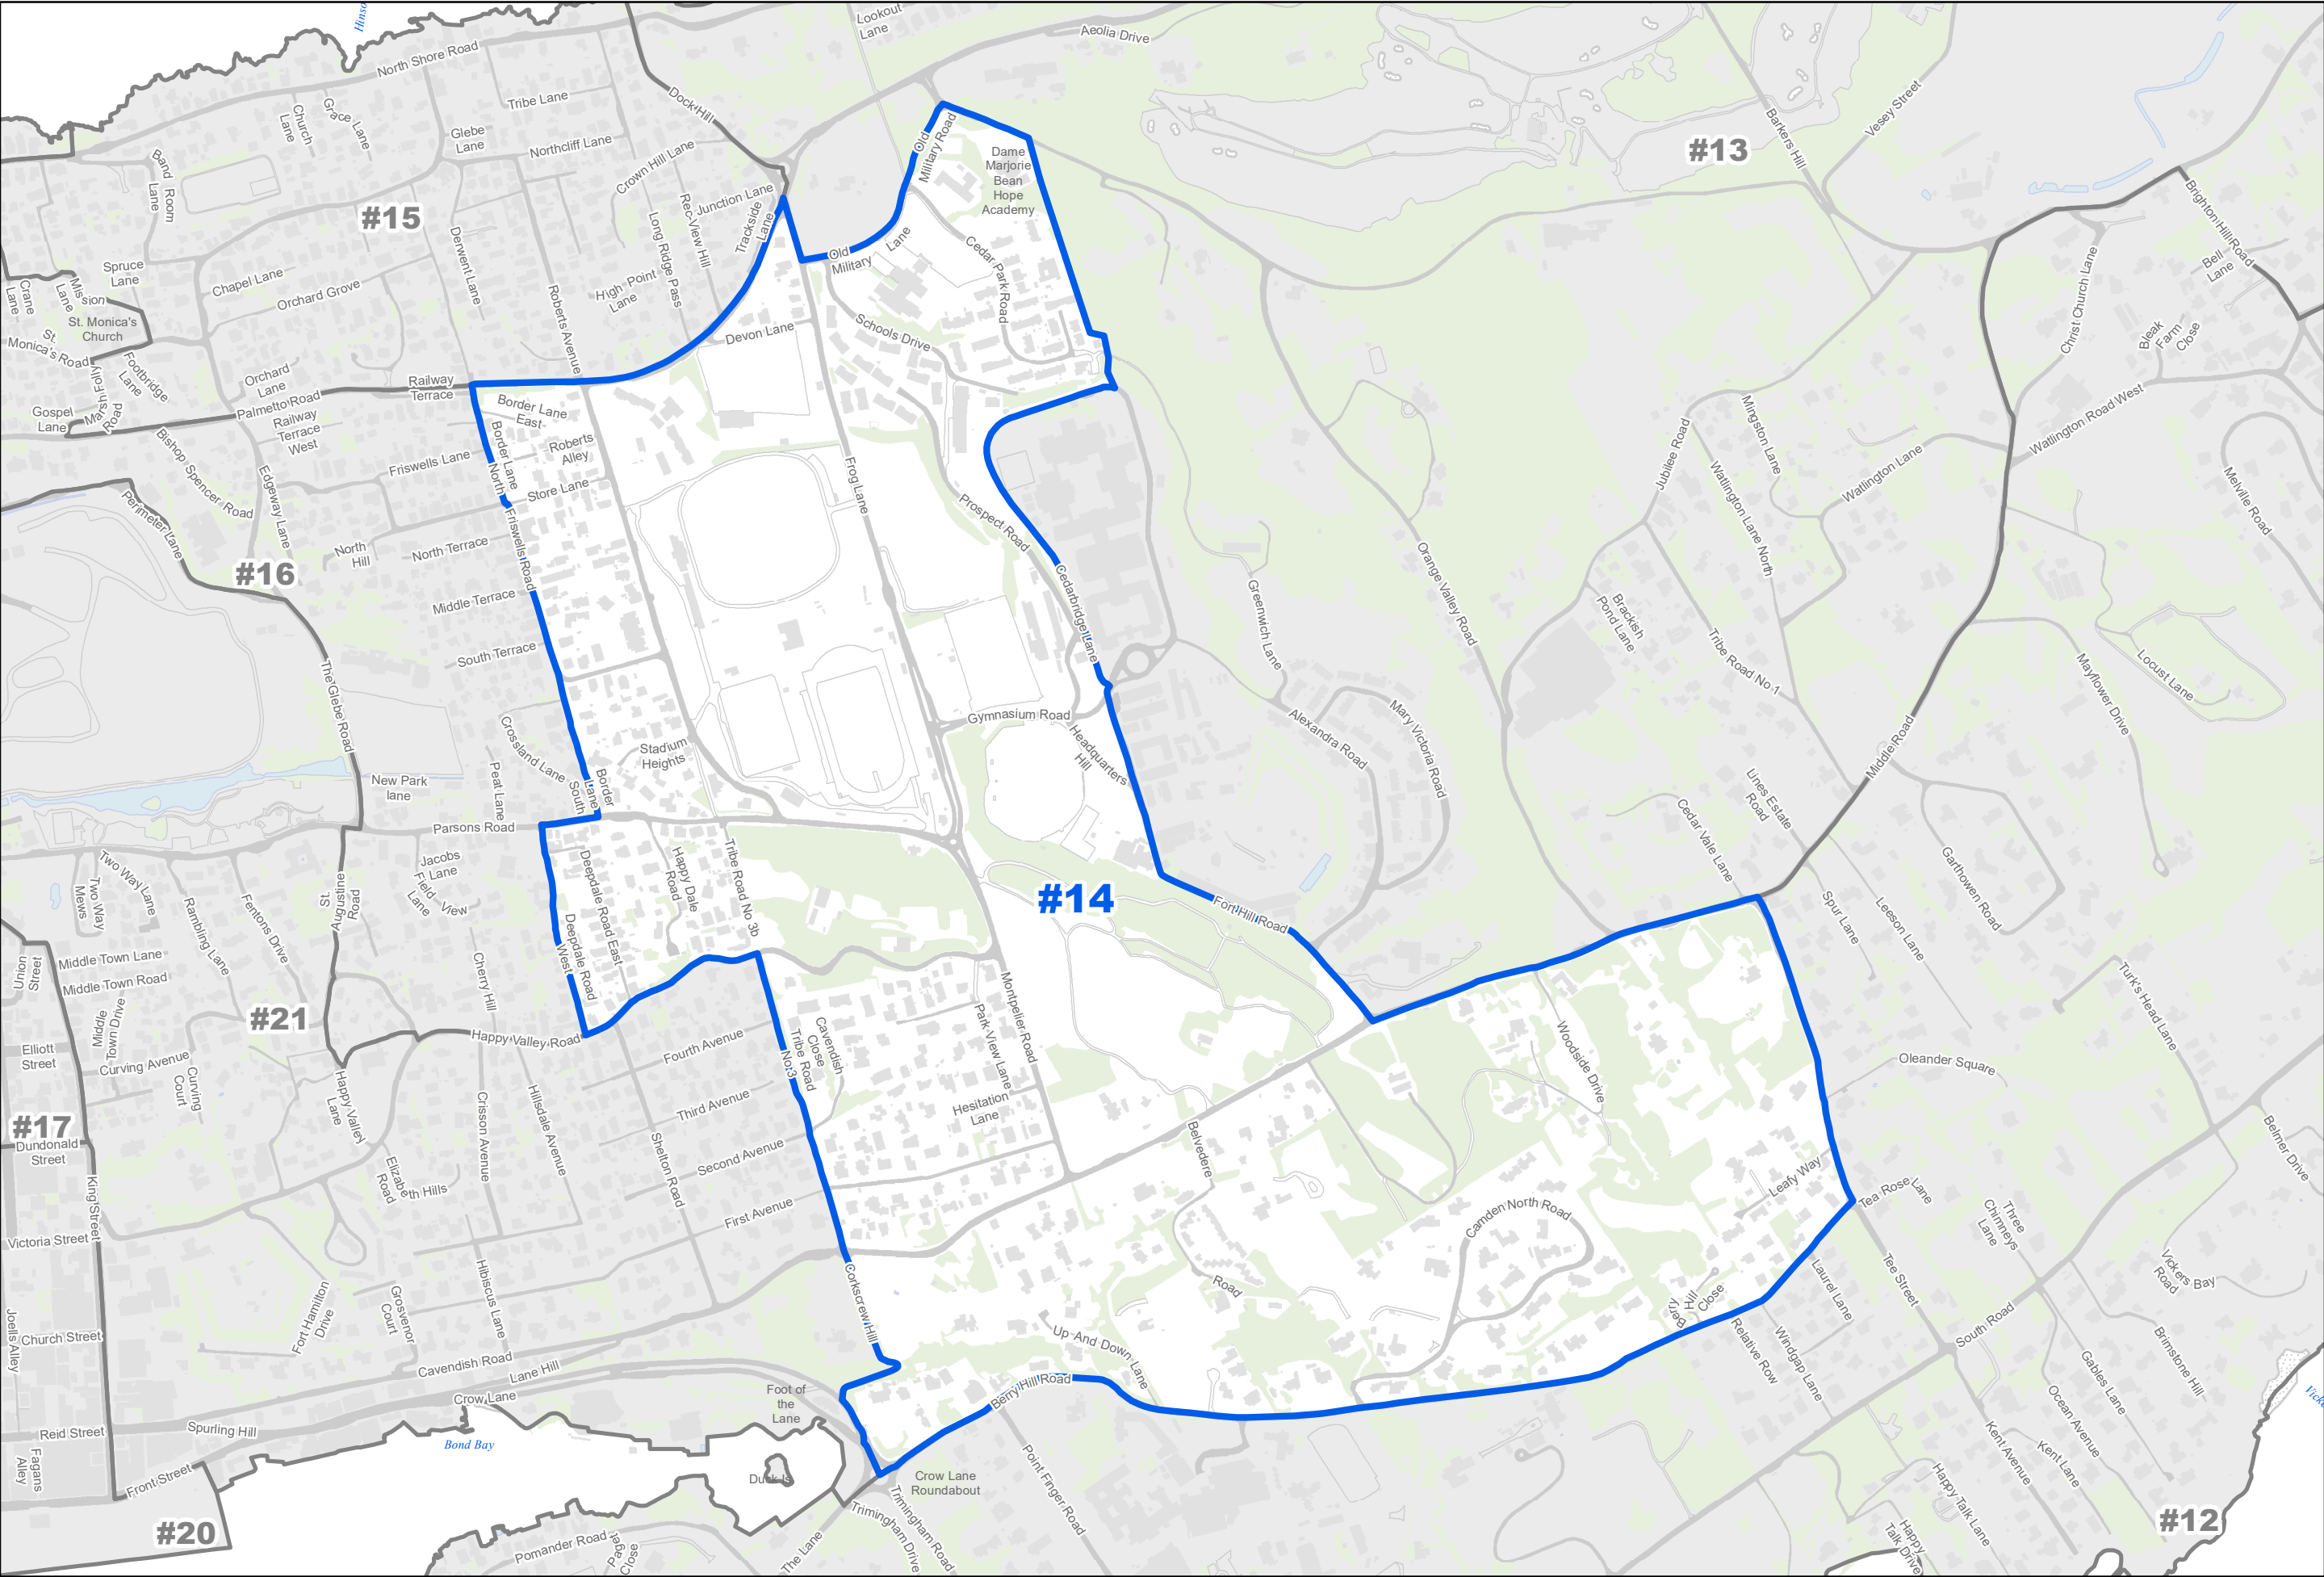 Hinso
Lookout
Lane
Aeolia Drive
North Shore Road
Tribe Lane
Dock Hill
Church
Lane
Grace Lane
Glebe
Lane
Northcliff Lane
Old
Military Road
Dame
Marjorie
Bean
Hope
Academy
#13
Barkers Hill
Vesey Street
Band Room
Lane
Crown Hill Lane
Junction Lane
Rec-View Hill
Long Ridge Pass
Trackside
Lane
#15
Derwent Lane
Brighton Hill Road
Bell
Lane
Spruce
Lane
Chapel Lane
Orchard Grove
High Point
Lane
Roberts Avenue
Old
Military
Lane
Cedar Park Road
Christ Church Lane
Crane
Lane
Mission
Lane
St. Monica's
Church
St.
Monica's Road
Footbridge
Lane
Devon Lane
Schools Drive
Bleak
Farm
Close
Orchard
Lane
Railway
Terrace
Palmetto Road
Gospel
Lane
Marsh Folly
Road
Railway
Terrace
West
Border Lane
East
Border Lane
North
Roberts
Alley
Store Lane
Friswells Lane
Bishop Spencer Road
Edgeway Lane
Perimeter Lane
Friswells Road
Frog Lane
Prospect Road
Jubilee Road
Mingston Lane
Watlington Road West
Watlington Lane
Watlington Lane North
Melville Road
North
Hill
North Terrace
#16
Middle Terrace
South Terrace
Cedarbridge Lane
Greenwich Lane
Orange Valley Road
Brackish
Pond Lane
Tribe Road No 1
Locust Lane
Mayflower Drive
The Glebe Road
Crossland Lane
Stadium
Heights
Gymnasium Road
Headquarters
Hill
Alexandra Road
Mary Victoria Road
Middle Road
New Park
lane
Peat Lane
Border
Lane
South
Lines Estate
Road
Cedar Vale Lane
Parsons Road
Garthowen Road
Two Way Lane
Two Way
Mews
Jacobs
Lane
Field View
Lane
Deepdale Road East
Happy Dale
Road
Tribe Road No 3b
St.
Augustine
Road
Rambling Lane
Fentons Drive
#14
Fort Hill Road
Spur Lane
Leeson Lane
Deepdale Road
West
Union
Street
Middle Town Lane
Middle Town Road
Cherry Hill
Turk's Head Lane
Middle
Town Drive
#21
Happy Valley Road
Fourth Avenue
Cavendish
Close
Tribe Road
No 3
Park View Lane
Montpelier Road
Woodside Drive
Oleander Square
Elliott
Street
Curving Avenue
Curving
Court
Happy Valley
Lane
Hillsdale Avenue
Crisson Avenue
Third Avenue
Hesitation
Lane
#17
Dundonald
Street
Second Avenue
Shelton Road
Belvedere
Road
Belmer Drive
Elizabeth Hills
Road
First Avenue
Leafy Way
Tea Rose
Lane
King Street
Victoria Street
Camden North Road
Three
Chimneys
Lane
Corkscrew Hill
Laurel Lane
Tee Street
Vickers Bay
Road
Fort Hamilton
Drive
Grosvenor
Court
Hibiscus Lane
Berry
Hill
Close
South Road
Joells Alley
Church Street
Up And Down Lane
Relative Row
Windgap Lane
Brimstone Hill
Cavendish Road
Lane Hill
Crow Lane
Foot of
the
Lane
Berry Hill Road
Gables Lane
Ocean Avenue
Reid Street
Spurling Hill
Bond Bay
Fagans
Alley
Front Street
Duck Is
Crow Lane
Roundabout
Point Finger Road
Kent Avenue
Kent Lane
#20
Trimingham Road
Trimingham Drive
The Lane
Pomander Road
Paget
Close
Happy Talk Lane
Happy
Talk Drive
#12